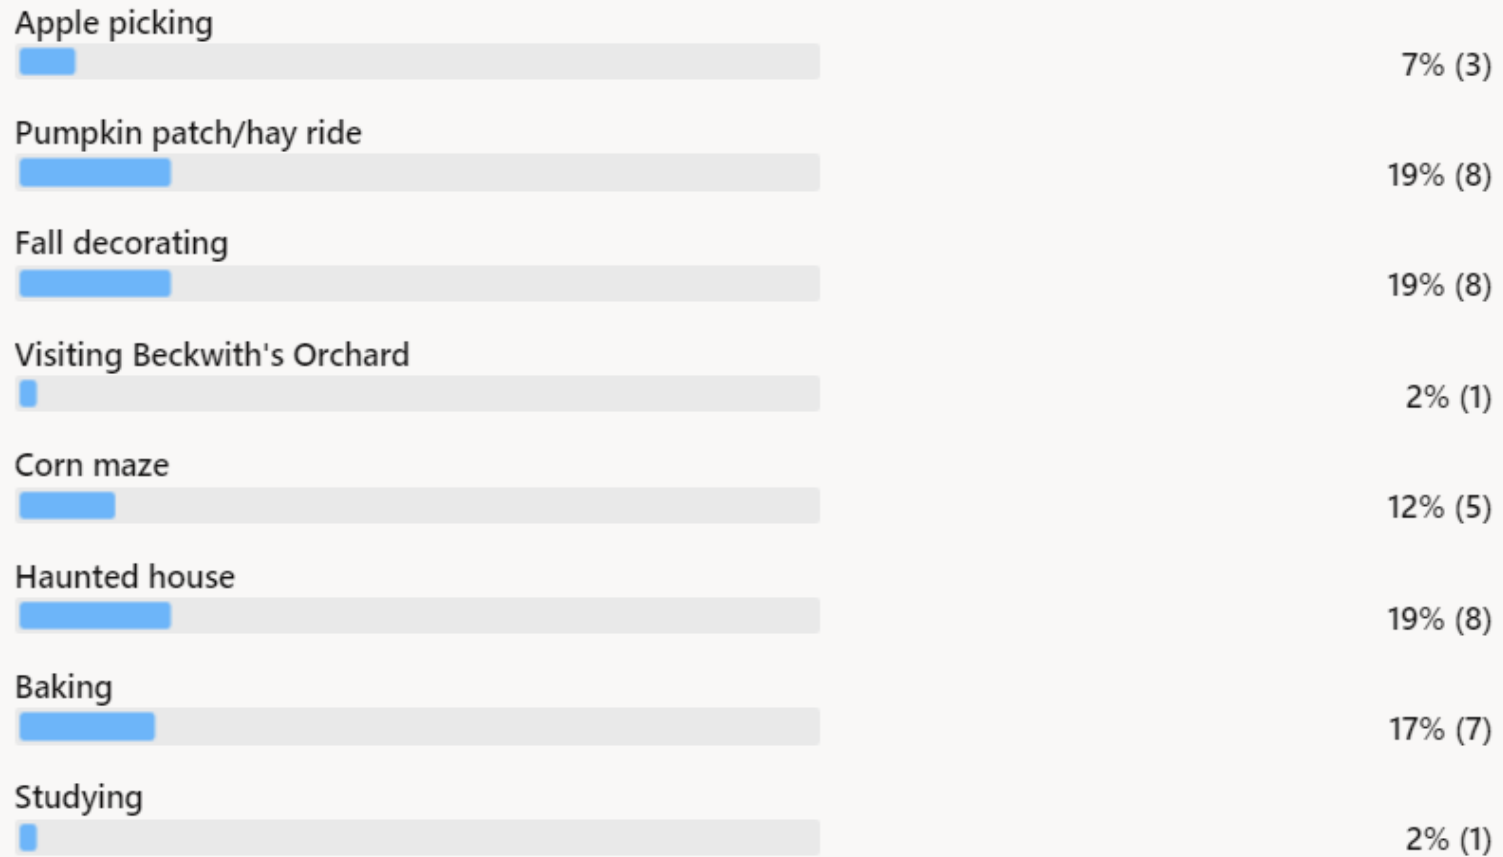 Apple picking
7% (3)
Pumpkin patch/hay ride
19% (8)
Fall decorating
19% (8)
Visiting Beckwith's Orchard
2% (1)
Corn maze
12% (5)
Haunted house
19% (8)
Baking
17% (7)
Studying
2% (1)